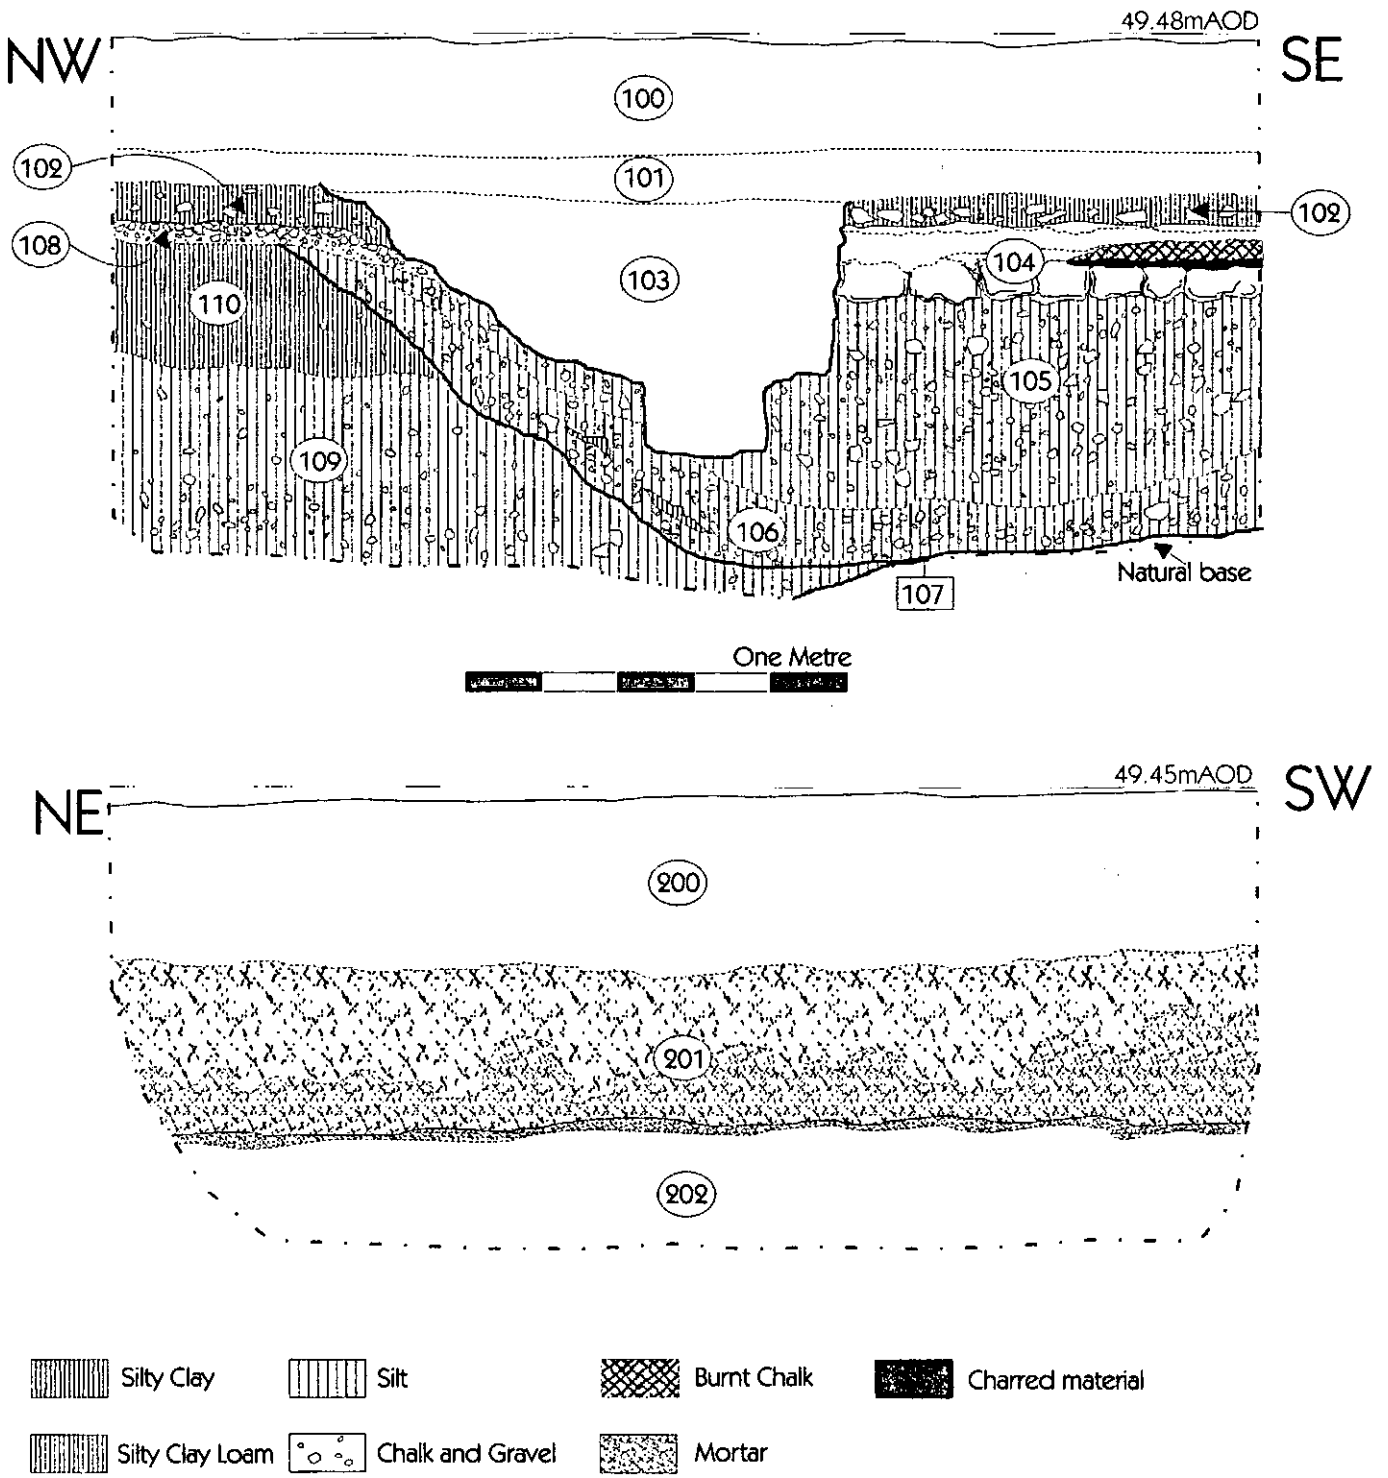 49.48mAOD
NW
SE
100
102
101
102
108
103
104
110
105
109
106
107
Natural base
One Metre
49.45mAOD
NE
SW
200
201
202
Silty Clay
Silt
Burnt Chalk
Charred material
Silty Clay Loam
Chalk and Gravel
Mortar